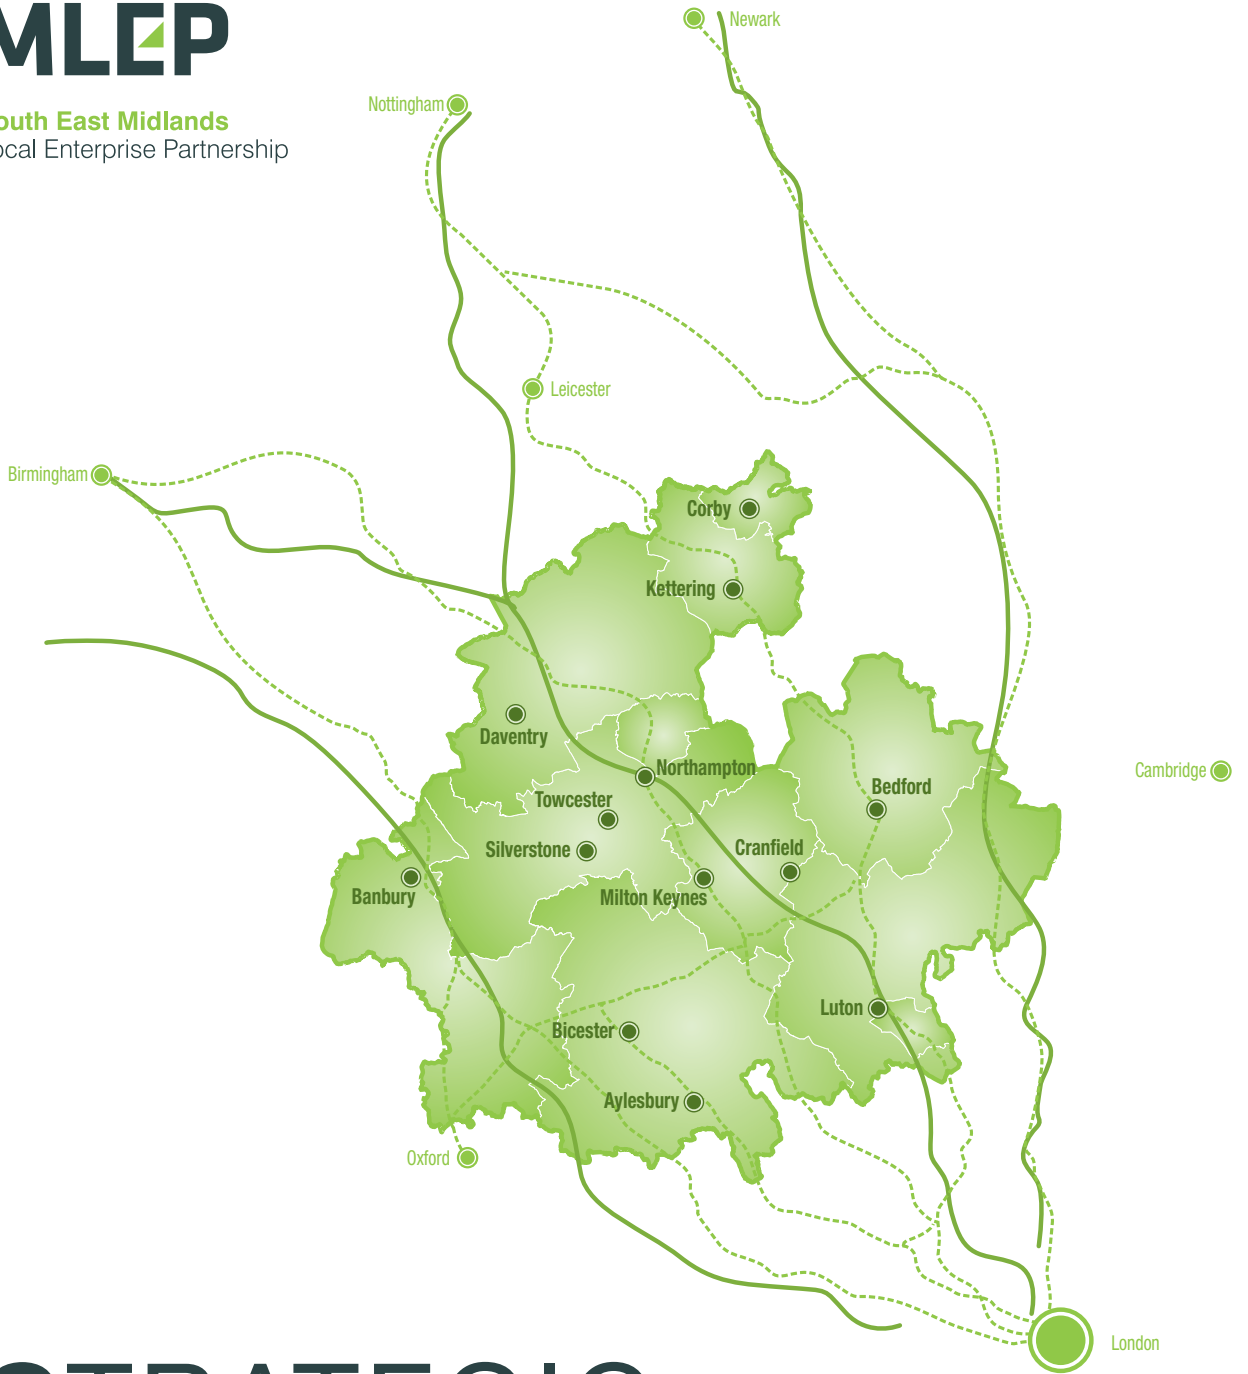 MLEP
outh East Midlands
ocal Enterprise Partnership
Newark
Nottingham
Leicester
Birmingham
Corby
Kettering
Daventry
Northampton
Cambridge
Bedford
Towcester
Silverstone
Cranfield
Banbury
Milton Keynes
Luton
Bicester
Aylesbury
Oxford
London
STRATEGIC